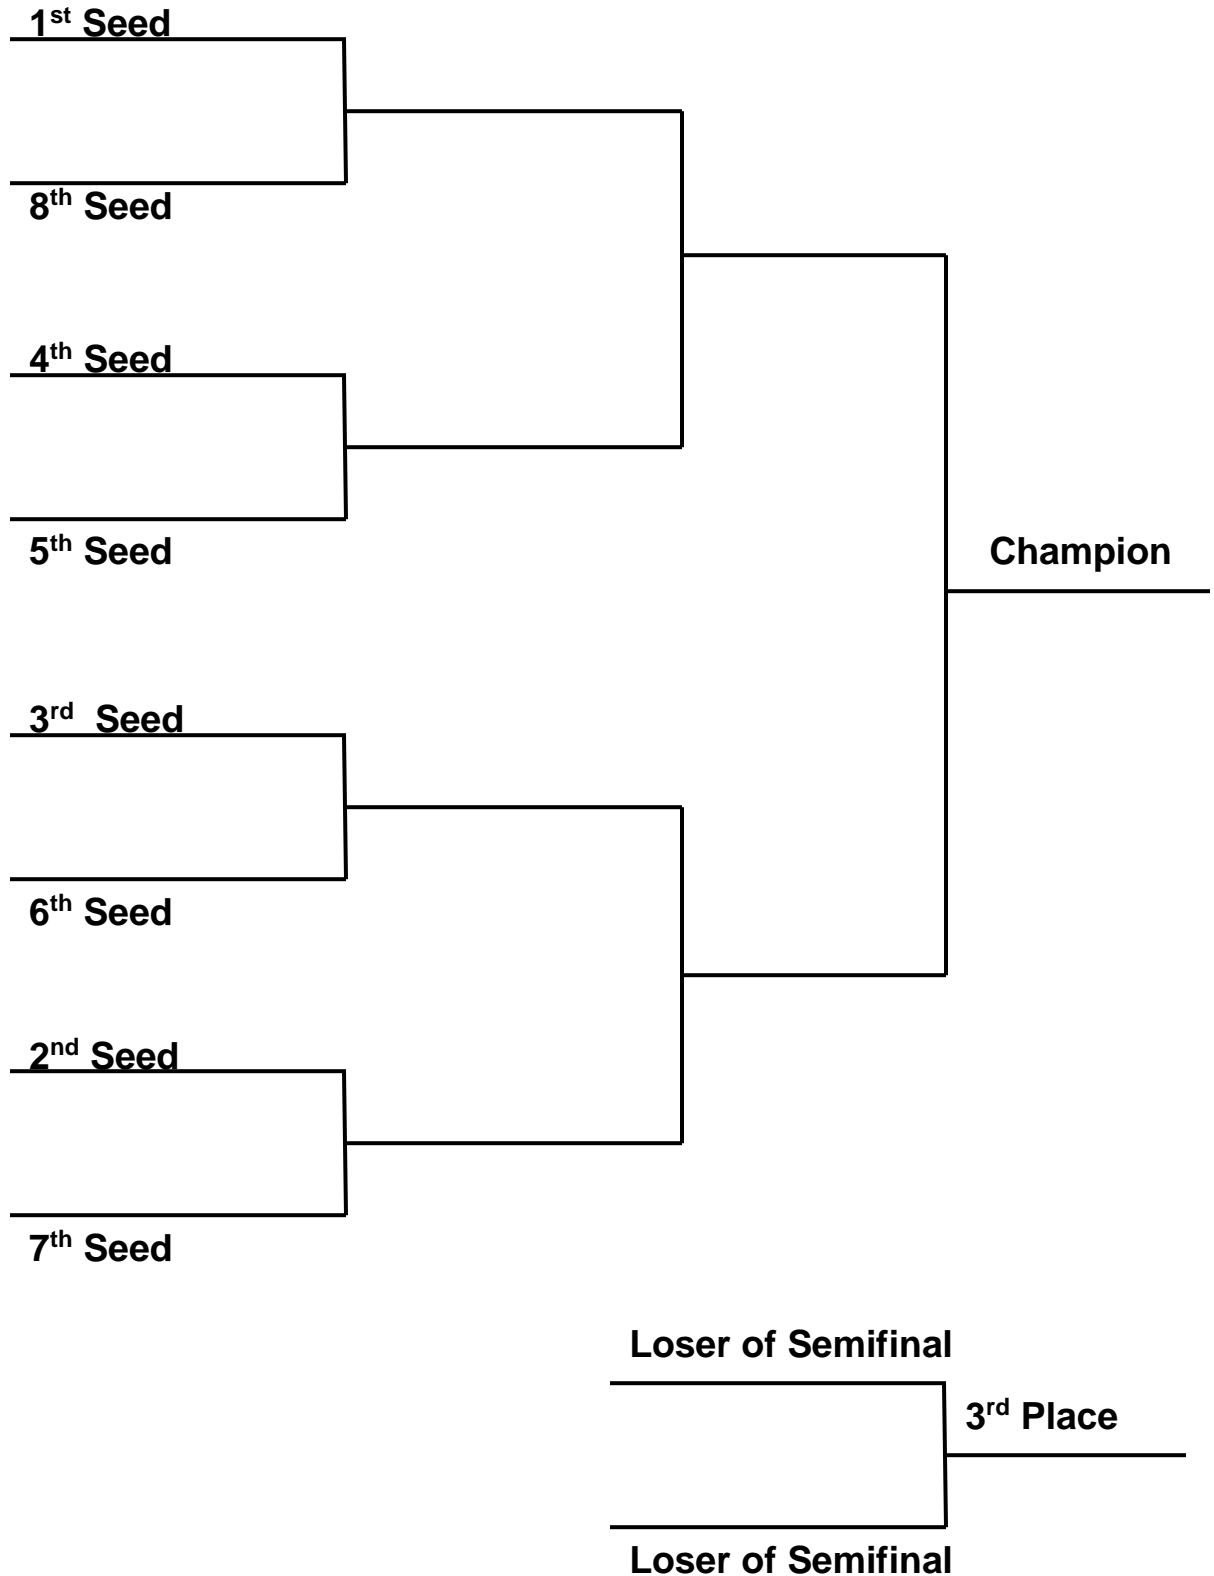 1st Seed
8th Seed
4th Seed
5th Seed
Champion
3rd Seed
6th Seed
2nd Seed
7th Seed
Loser of Semifinal
3rd Place
Loser of Semifinal